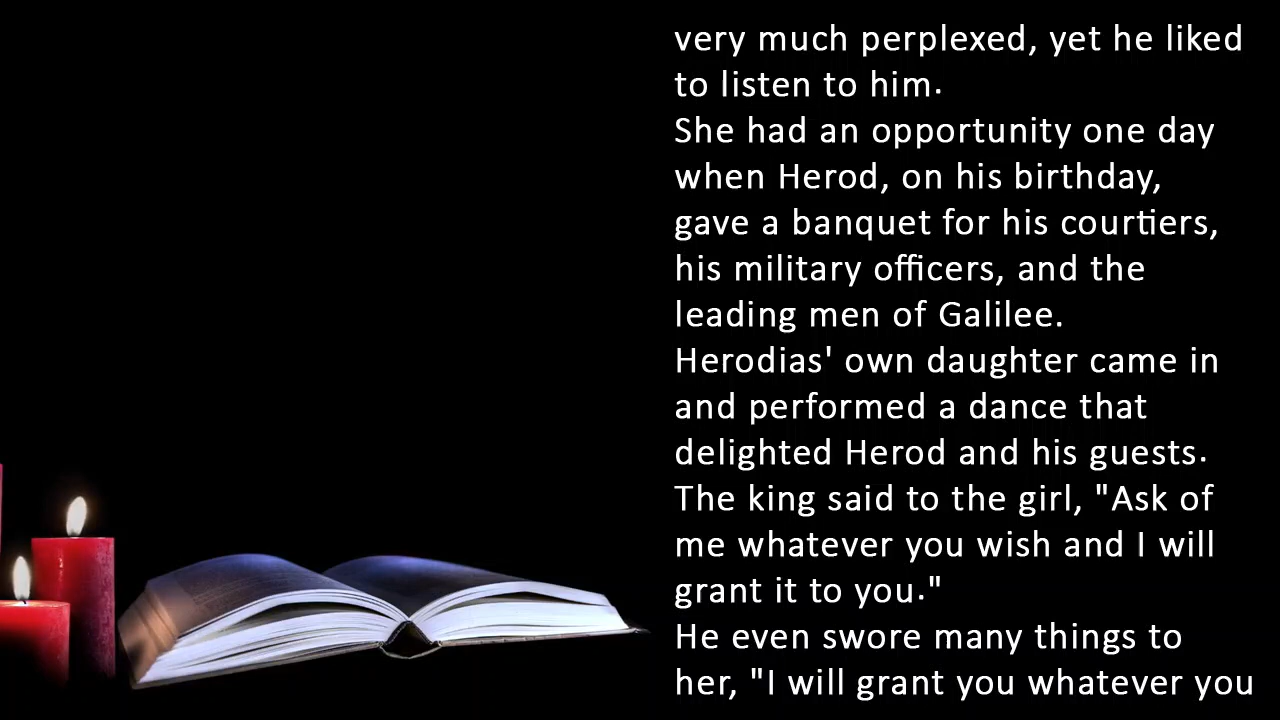 very much perplexed, yet he liked
to listen to him.
She had an opportunity one day
when Herod, on his birthday,
gave a banquet for his courtiers,
his military officers, and the
leading men of Galilee.
Herodias' own daughter came in
and performed a dance that
delighted Herod and his guests.
The king said to the girl, "Ask of
me whatever you wish and I will
grant it to you."
He even swore many things to
her, "I will grant you whatever you